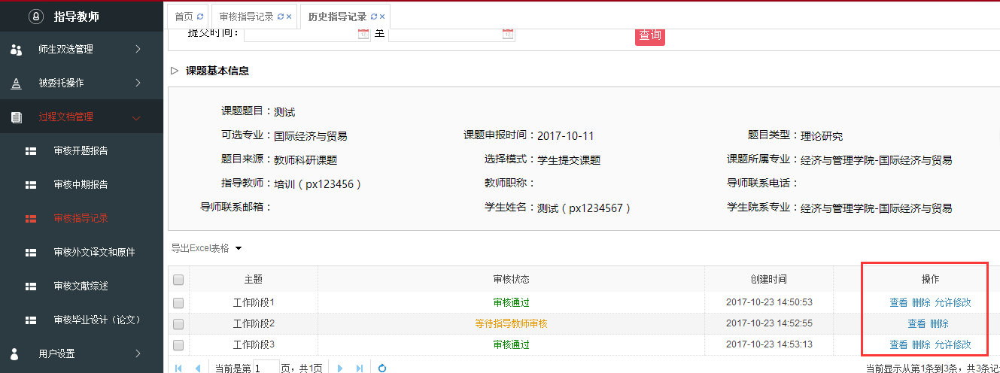 指导教师
师生双选管理
被委托操作
过程文档管理
审核开题报告
审核中期报告
审核指导记录
审核外文译文和原件
审核文献综述
审核毕业设计（论文）
用户设置
首页 审核指导记录 历史指导记录
提交时间： 至 查询
课题基本信息
课题题目：测试
可选专业：国际经济与贸易 课题申报时间：2017-10-11 题目类型：理论研究
题目来源：教师科研课题 选择模式：学生提交课题 课题所属专业：经济与管理学院-国际经济与贸易
指导教师：培训（px123456） 教师职称： 导师联系电话：
导师联系邮箱： 学生姓名：测试（px1234567） 学生院系专业：经济与管理学院-国际经济与贸易
导出Excel表格
主题 审核状态 创建时间 操作
工作阶段1 审核通过 2017-10-23 14:50:53 查看 删除 允许修改
工作阶段2 等待指导教师审核 2017-10-23 14:52:55 查看 删除
工作阶段3 审核通过 2017-10-23 14:53:13 查看 删除 允许修改
当前是第 1 页，共1页 当前显示从第1条到3条，共3条记